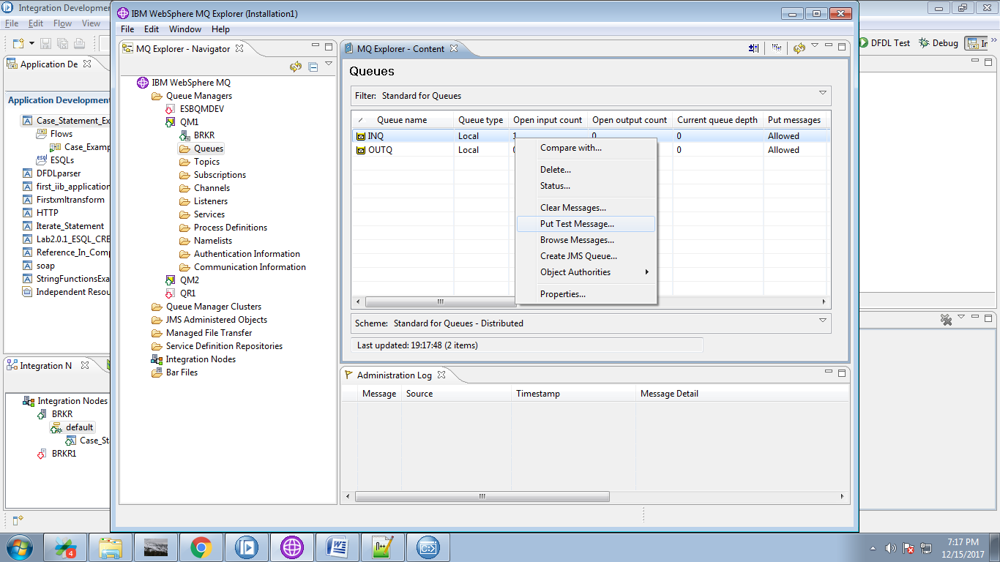 Integration Developmen
File Edit Flow View
Application De
Application Development
Case_Statement_Ex
Flows
Case_Examp
ESQLs
DFDLparser
first_iib_application
Firstxmltransform
HTTP
Iterate_Statement
Lab2.0.1_ESQL_CRE
Reference_In_Comp
soap
StringFunctionsExa
Independent Resou
Integration N
Integration Nodes
BRKR
default
Case_St
BRKR1
IBM WebSphere MQ Explorer (Installation1)
File Edit Window Help
MQ Explorer - Navigator
IBM WebSphere MQ
Queue Managers
ESBQMDEV
QM1
BRKR
Queues
Topics
Subscriptions
Channels
Listeners
Services
Process Definitions
Namelists
Authentication Information
Communication Information
QM2
QR1
Queue Manager Clusters
JMS Administered Objects
Managed File Transfer
Service Definition Repositories
Integration Nodes
Bar Files
MQ Explorer - Content
Queues
Filter: Standard for Queues
Queue name Queue type Open input count Open output count Current queue depth Put messages
INQ Local 1 0 0 Allowed
OUTQ Local 0 0 Allowed
Compare with...
Delete...
Status...
Clear Messages...
Put Test Message...
Browse Messages...
Create JMS Queue...
Object Authorities
Properties...
Scheme: Standard for Queues - Distributed
Last updated: 19:17:48 (2 items)
Administration Log
Message Source Timestamp Message Detail
DFDL Test Debug In
4
7:17 PM
12/15/2017